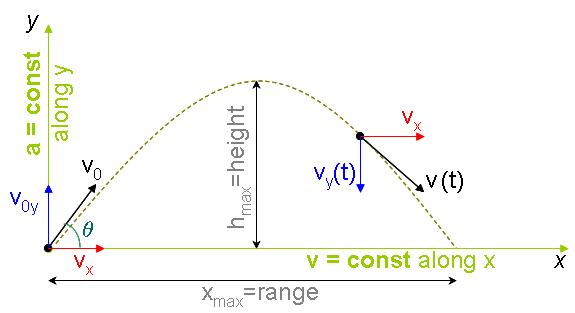 y
a = const
along y
v₀
v₀y
θ
vₓ
hmax=height
vₓ
vy(t)
v(t)
v = const along x
x
xmax=range